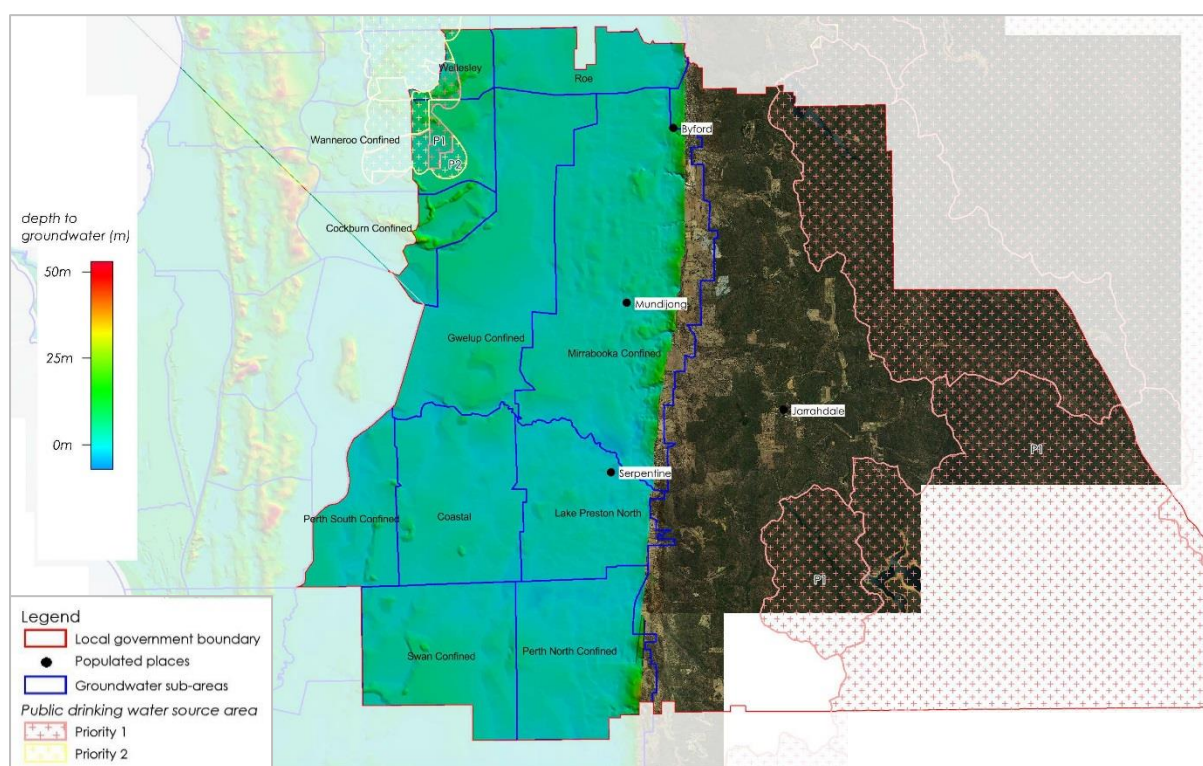 Wellesley
Roe
Byford
Wanneroo Confined
P1
P2
depth to
groundwater (m)
Cockburn Confined
50m
Mundijong
25m
Gwelup Confined
Mirrabooka Confined
Jarrahdale
0m
P1
Serpentine
Perth South Confined
Coastal
Lake Preston North
P1
Legend
Local government boundary
Populated places
Groundwater sub-areas
Public drinking water source area
Priority 1
Priority 2
Swan Confined
Perth North Confined